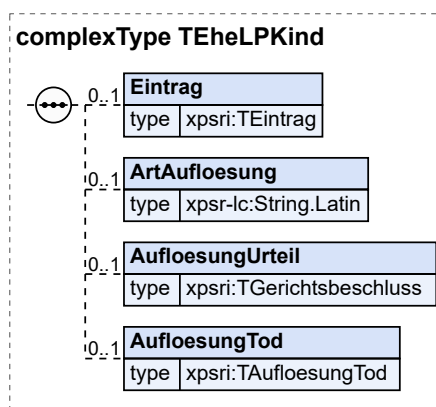 complexType TEheLPKind
0..1
Eintrag
type xpsri:TEintrag
0..1
ArtAufloesung
type xpsr-lc:String.Latin
0..1
AufloesungUrteil
type xpsri:TGerichtsbeschluss
0..1
AufloesungTod
type xpsri:TAufloesungTod